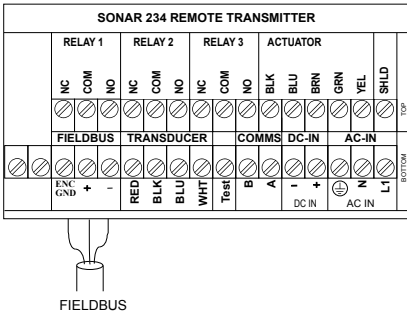 SONAR 234 REMOTE TRANSMITTER
RELAY 1 RELAY 2 RELAY 3 ACTUATOR
NC COM NO NC COM NO NC COM NO BLK BLU BRN GRN YEL SHLD
TOP
FIELDBUS TRANSDUCER COMMS DC-IN AC-IN
BOTTOM
ENC GND + – RED BLK BLU WHT Test B A – + N L1
DC IN AC IN
FIELDBUS